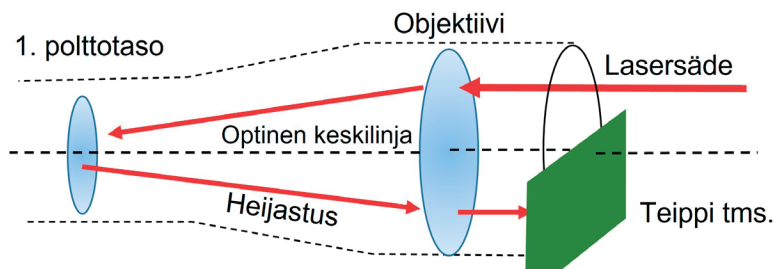 Objektiivi
1. polttotaso
Lasersäde
Optinen keskilinja
Heijastus
Teippi tms.